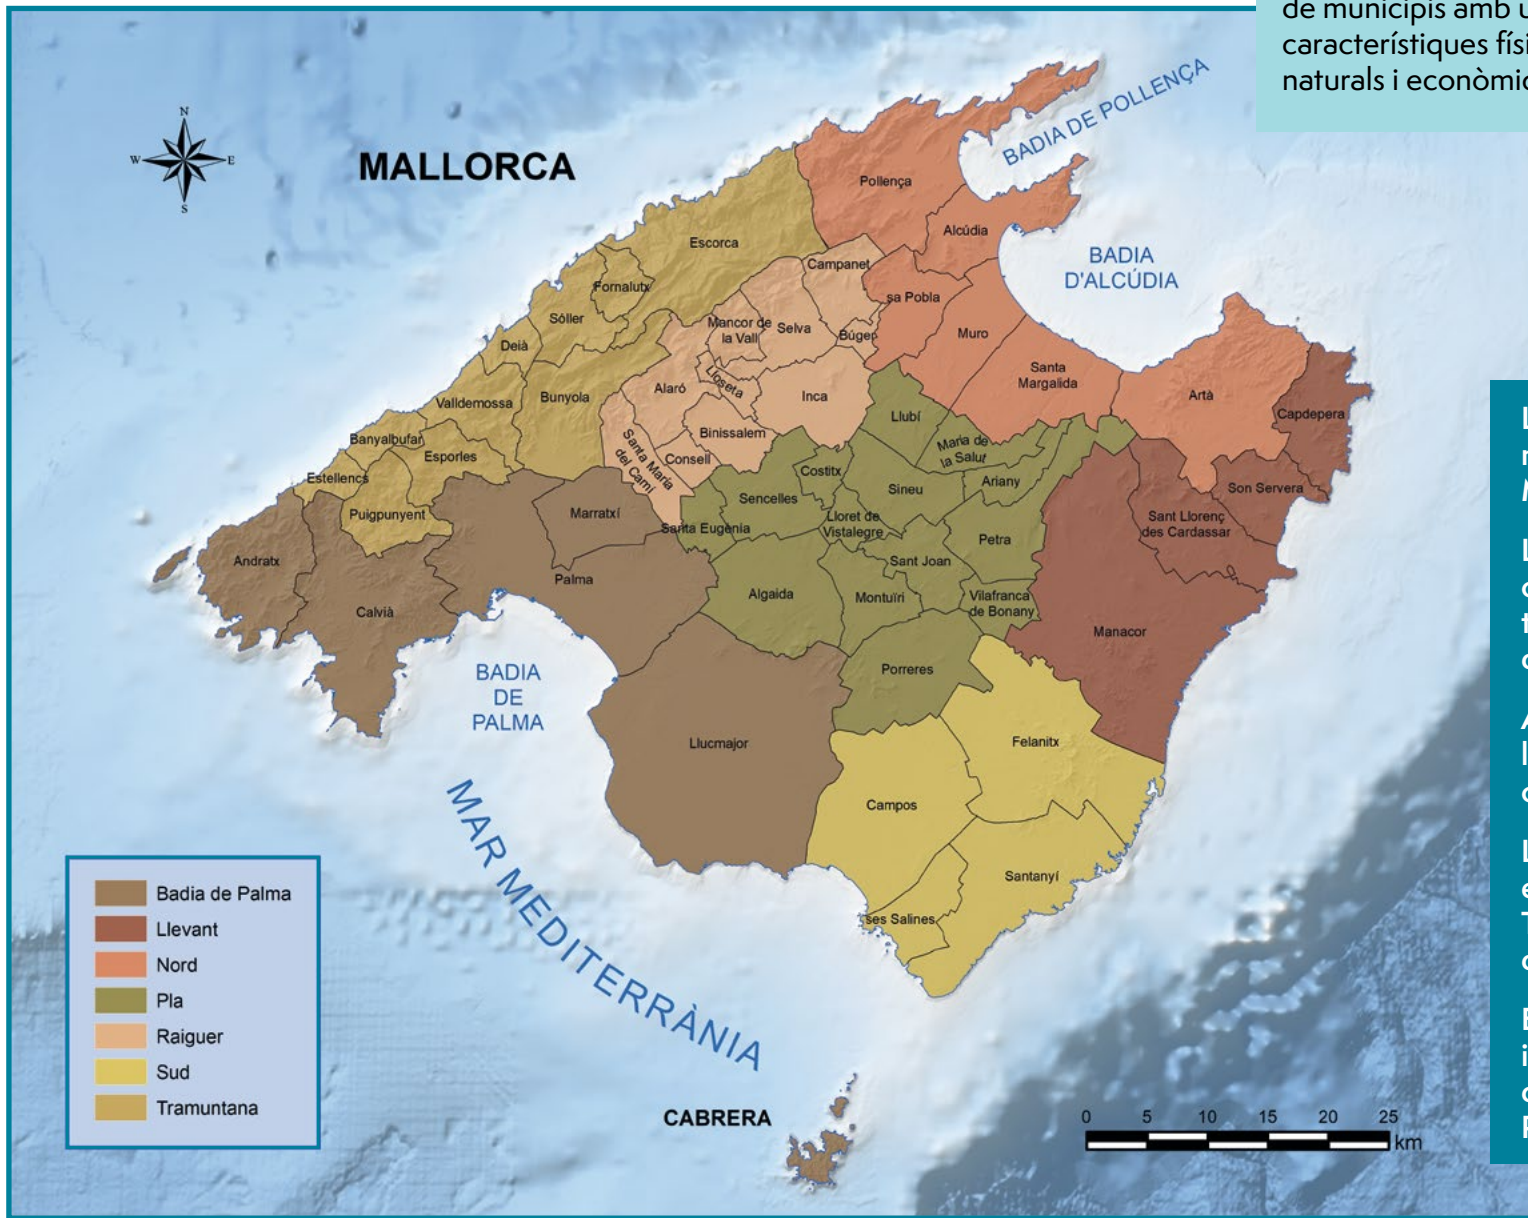 de municipis amb u
característiques físi
naturals i econòmic
N
W
E
S
MALLORCA
BADIA DE POLLENÇA
Pollença
Alcúdia
BADIA
D'ALCÚDIA
Escorca
Campanet
Fornalutx
sa Pobla
Sóller
Mancor de
la Vall
Selva
Búger
Muro
Deià
Santa
Margalida
Alaró
Lloseta
Inca
Artà
Bunyola
Valldemossa
Capdepera
Llubí
Banyalbufar
Binissalem
Maria de
la Salut
Esporles
Santa Maria
del Camí
Consell
Estellencs
Costitx
Sineu
Ariany
Son Servera
Sencelles
Puigpunyent
Marratxí
Santa Eugènia
Lloret de
Vistalegre
Sant Llorenç
des Cardassar
Petra
Andratx
Sant Joan
Palma
Algaida
Montuïri
Vilafranca
de Bonany
Calvià
Manacor
Porreres
BADIA
DE
PALMA
Llucmajor
Felanitx
Campos
Santanyí
ses Salines
MAR MEDITERRÀNIA
Badia de Palma
Llevant
Nord
Pla
Raiguer
Sud
Tramuntana
CABRERA
0 5 10 15 20 25
km